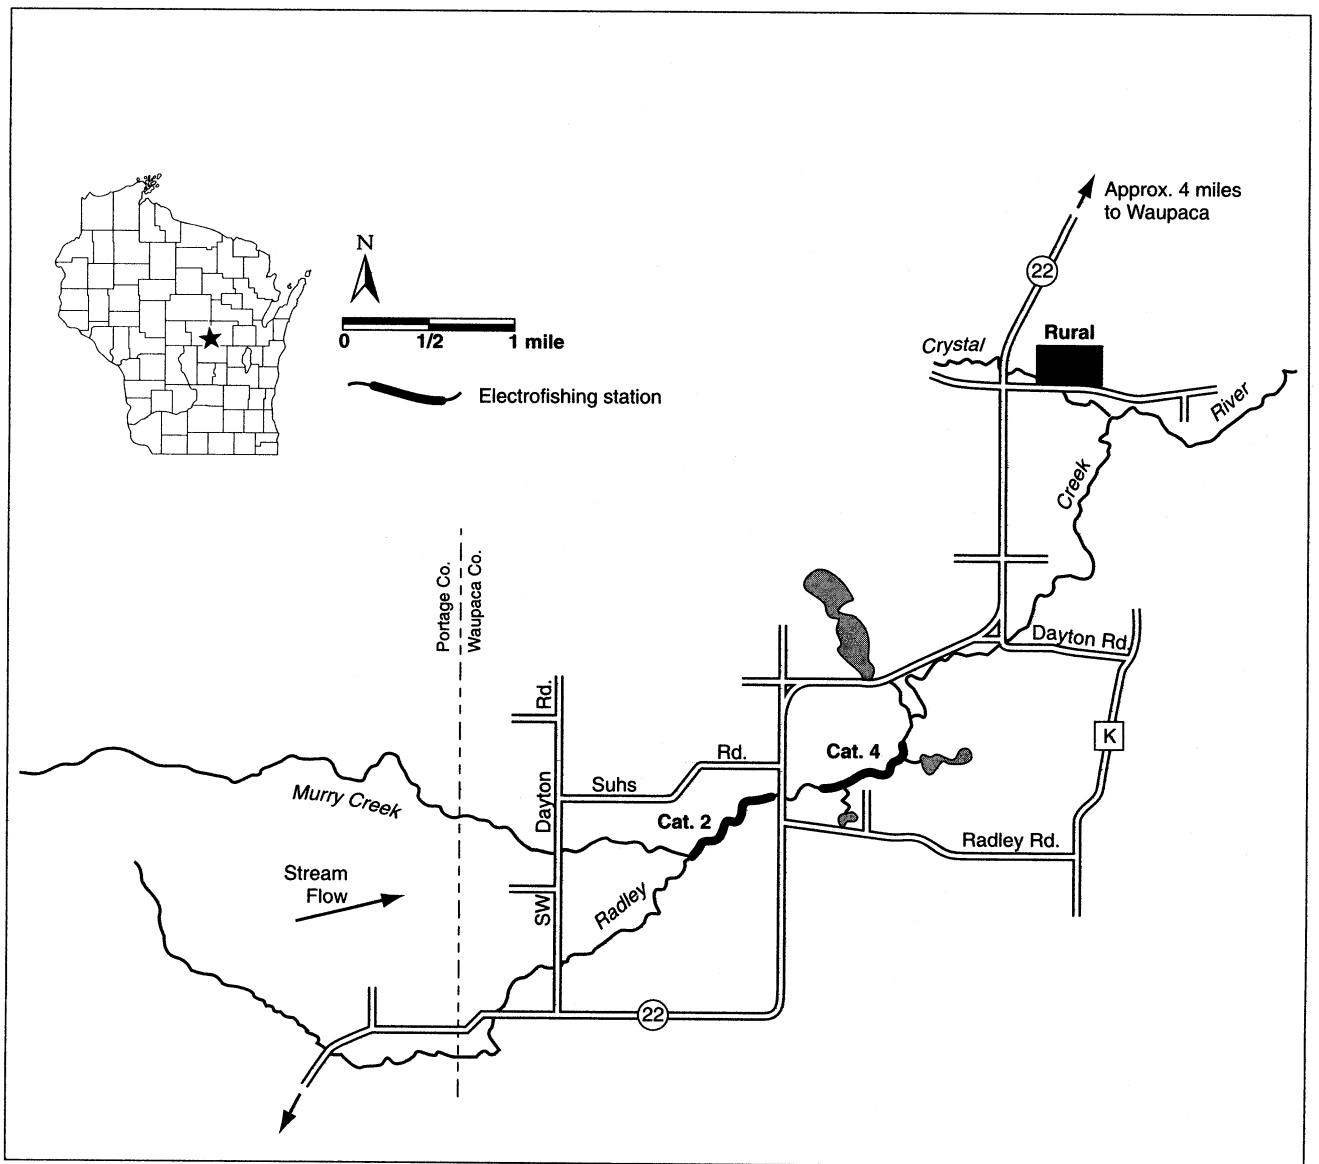 Approx. 4 miles
to Waupaca
22
N
Rural
Crystal
0 1/2 1 mile
Electrofishing station
River
Creek
Portage Co.
Waupaca Co.
Dayton Rd.
Rd.
K
Cat. 4
Rd.
Suhs
Dayton
Murry Creek
Cat. 2
Radley Rd.
Stream
Flow
SW
Radley
22